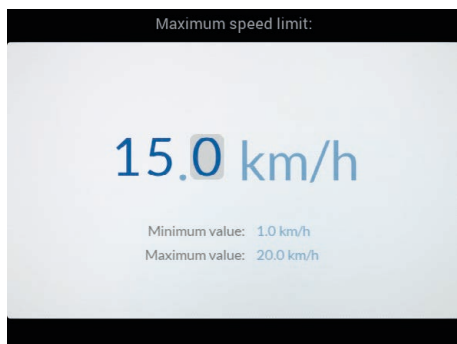 Maximum speed limit:
15.0 km/h
Minimum value: 1.0 km/h
Maximum value: 20.0 km/h